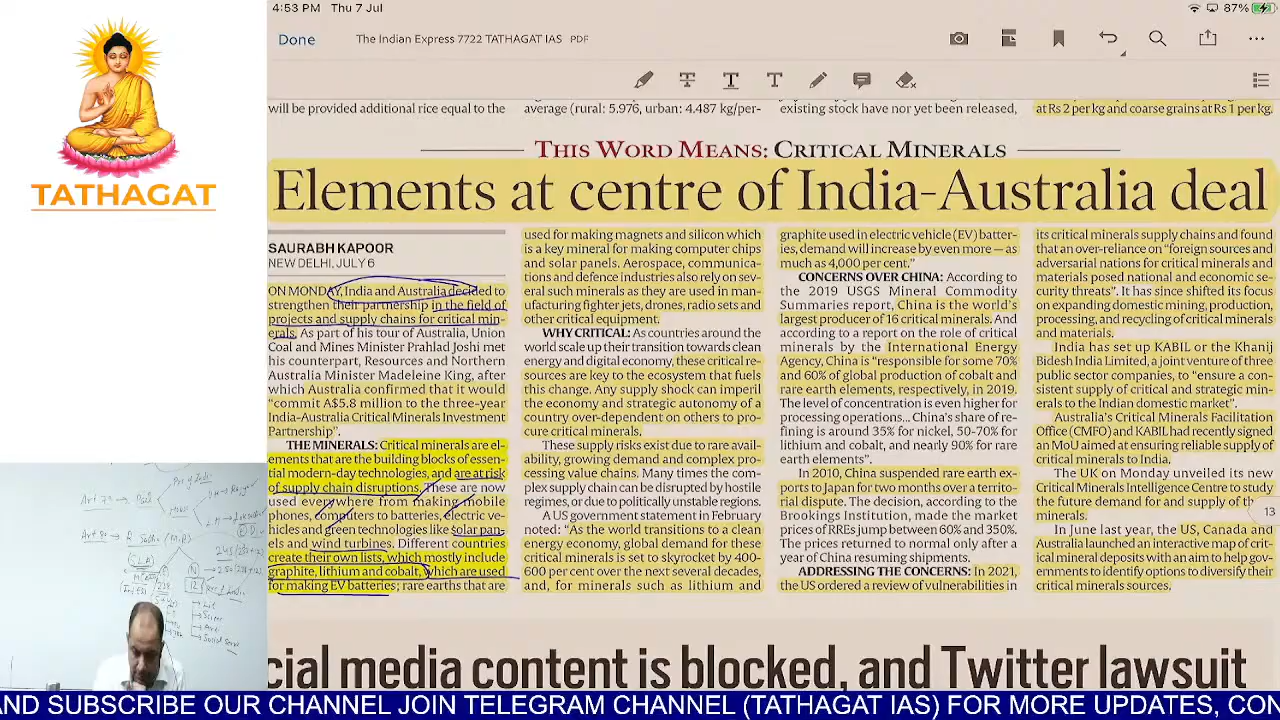 4:53 PM Thu 7 Jul
87%
Done
The Indian Express 7722 TATHAGAT IAS PDF
TATHAGAT
will be provided additional rice equal to the
average (rural: 5.976, urban: 4.487 kg/per-
existing stock have nor yet been released,
at Rs 2 per kg and coarse grains at Rs 1 per kg.
THIS WORD MEANS: CRITICAL MINERALS
Elements at centre of India-Australia deal
SAURABH KAPOOR
NEW DELHI, JULY 6
ON MONDAY, India and Australia decided to
strengthen their partnership in the field of
projects and supply chains for critical min-
erals. As part of his tour of Australia, Union
Coal and Mines Minister Prahlad Joshi met
his counterpart, Resources and Northern
Australia Minister Madeleine King, after
which Australia confirmed that it would
"commit A$5.8 million to the three-year
India-Australia Critical Minerals Investment
Partnership".
THE MINERALS: Critical minerals are el-
ements that are the building blocks of essen-
tial modern-day technologies, and are at risk
of supply chain disruptions. These are now
used everywhere from making mobile
phones, computers to batteries, electric ve-
hicles and green technologies like solar pan-
els and wind turbines. Different countries
create their own lists, which mostly include
graphite, lithium and cobalt, which are used
for making EV batteries; rare earths that are
used for making magnets and silicon which
is a key mineral for making computer chips
and solar panels. Aerospace, communica-
tions and defence industries also rely on sev-
eral such minerals as they are used in man-
ufacturing fighter jets, drones, radio sets and
other critical equipment.
WHY CRITICAL: As countries around the
world scale up their transition towards clean
energy and digital economy, these critical re-
sources are key to the ecosystem that fuels
this change. Any supply shock can imperil
the economy and strategic autonomy of a
country over-dependent on others to pro-
cure critical minerals.
These supply risks exist due to rare avail-
ability, growing demand and complex pro-
cessing value chains. Many times the com-
plex supply chain can be disrupted by hostile
regimes, or due to politically unstable regions.
A US government statement in February
noted: "As the world transitions to a clean
energy economy, global demand for these
critical minerals is set to skyrocket by 400-
600 per cent over the next several decades,
and, for minerals such as lithium and
graphite used in electric vehicle (EV) batter-
ies, demand will increase by even more — as
much as 4,000 per cent."
CONCERNS OVER CHINA: According to
the 2019 USGS Mineral Commodity
Summaries report, China is the world's
largest producer of 16 critical minerals. And
according to a report on the role of critical
minerals by the International Energy
Agency, China is "responsible for some 70%
and 60% of global production of cobalt and
rare earth elements, respectively, in 2019.
The level of concentration is even higher for
processing operations... China's share of re-
fining is around 35% for nickel, 50-70% for
lithium and cobalt, and nearly 90% for rare
earth elements".
In 2010, China suspended rare earth ex-
ports to Japan for two months over a territo-
rial dispute. The decision, according to the
Brookings Institution, made the market
prices of RREs jump between 60% and 350%.
The prices returned to normal only after a
year of China resuming shipments.
ADDRESSING THE CONCERNS: In 2021,
the US ordered a review of vulnerabilities in
its critical minerals supply chains and found
that an over-reliance on "foreign sources and
adversarial nations for critical minerals and
materials posed national and economic se-
curity threats". It has since shifted its focus
on expanding domestic mining, production,
processing, and recycling of critical minerals
and materials.
India has set up KABIL or the Khanij
Bidesh India Limited, a joint venture of three
public sector companies, to "ensure a con-
sistent supply of critical and strategic min-
erals to the Indian domestic market".
Australia's Critical Minerals Facilitation
Office (CMFO) and KABIL had recently signed
an MoU aimed at ensuring reliable supply of
critical minerals to India.
The UK on Monday unveiled its new
Critical Minerals Intelligence Centre to study
the future demand for and supply of th
minerals.
13
In June last year, the US, Canada and
Australia launched an interactive map of crit-
ical mineral deposits with an aim to help gov-
ernments to identify options to diversify their
critical minerals sources.
cial media content is blocked, and Twitter lawsuit
AND SUBSCRIBE OUR CHANNEL JOIN TELEGRAM CHANNEL (TATHAGAT IAS) FOR MORE UPDATES, CON